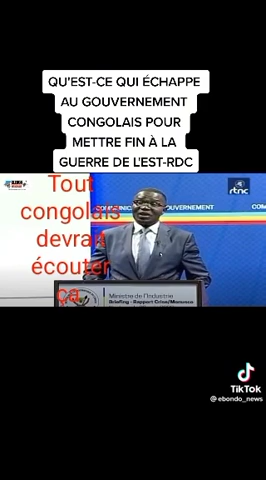 QU'EST-CE QUI ÉCHAPPE
AU GOUVERNEMENT
CONGOLAIS POUR
METTRE FIN À LA
GUERRE DE L'EST-RDC
rtnc
Tout
congolais
devrait
écouter
ça
GOUVERNEMENT
Ministère de l'Industrie
TikTok
@ebondo_news